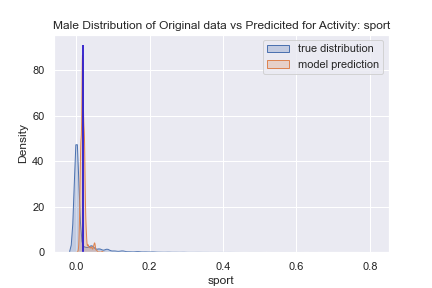 Male Distribution of Original data vs Predicited for Activity: sport
true distribution
model prediction
Density
80
60
40
20
0
0.0 0.2 0.4 0.6 0.8
sport